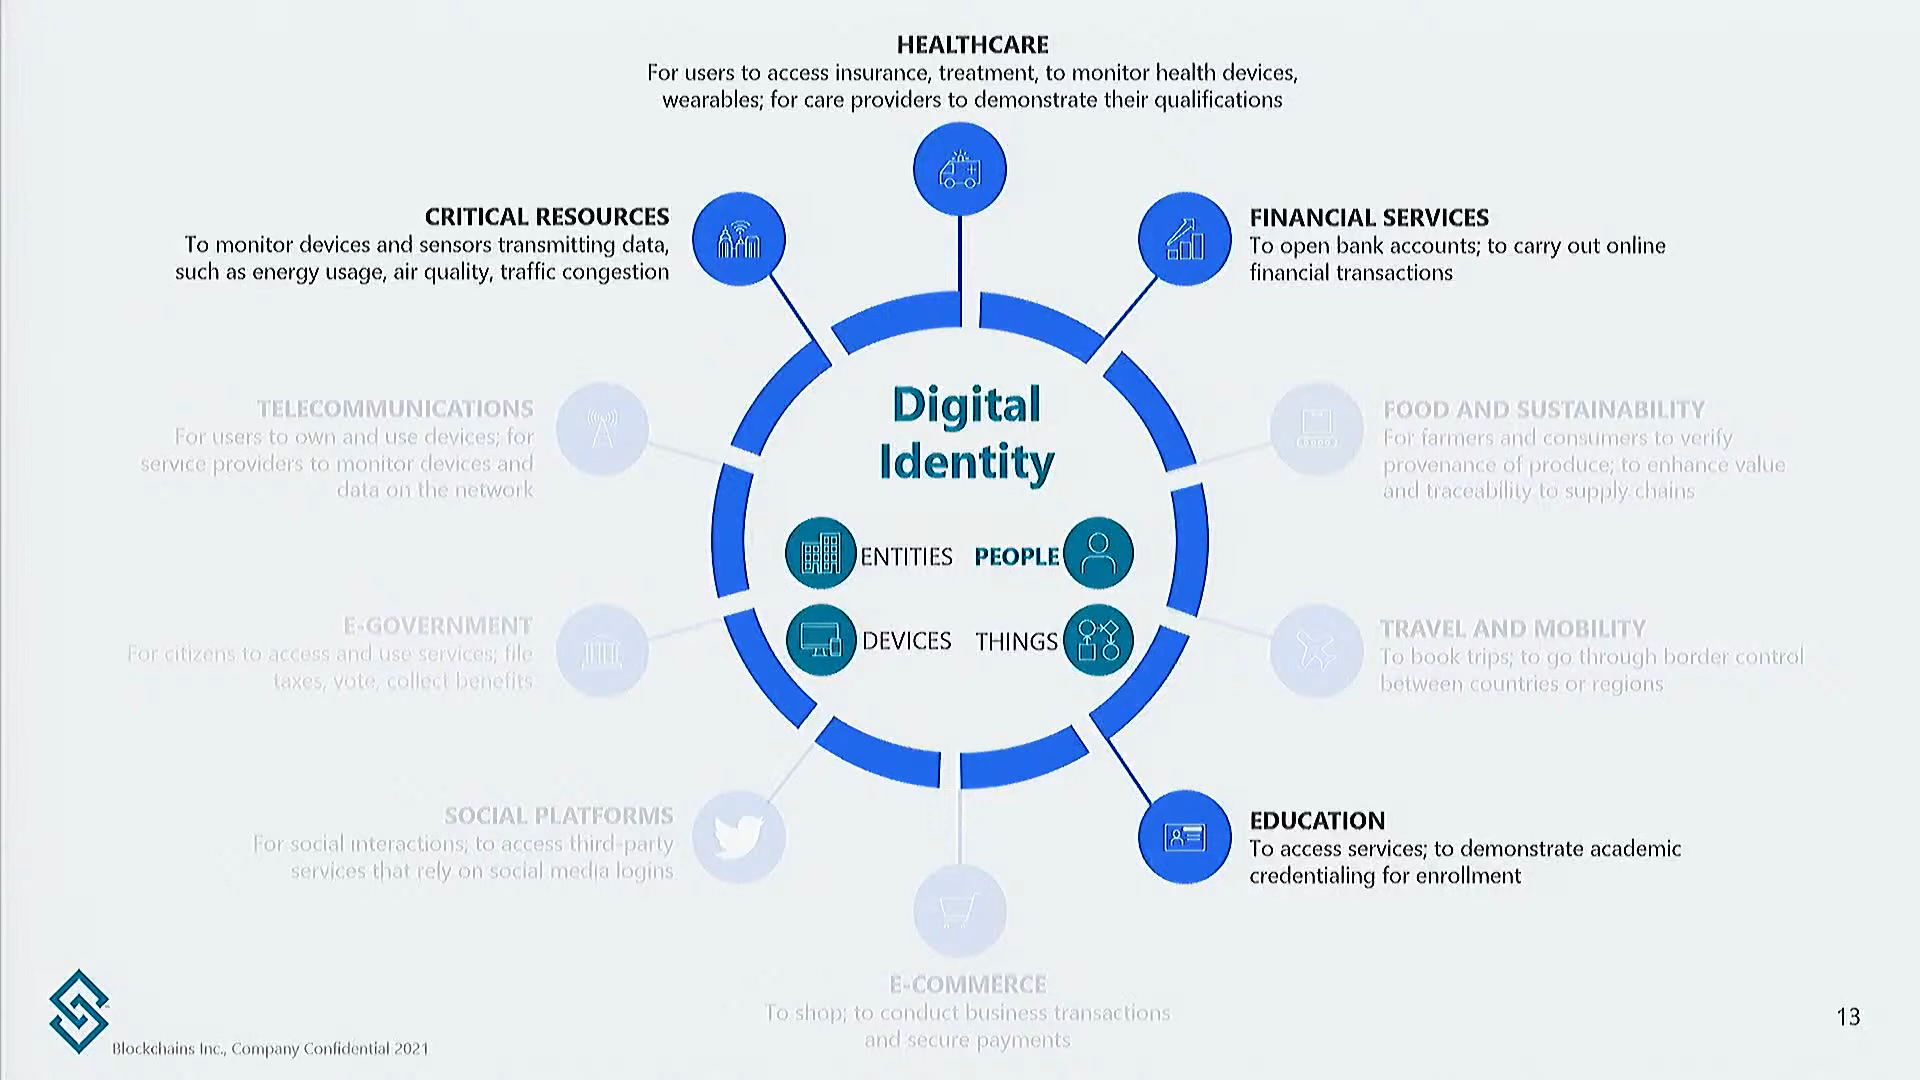 HEALTHCARE
For users to access insurance, treatment, to monitor health devices,
wearables; for care providers to demonstrate their qualifications
CRITICAL RESOURCES
To monitor devices and sensors transmitting data,
such as energy usage, air quality, traffic congestion
FINANCIAL SERVICES
To open bank accounts; to carry out online
financial transactions
TELECOMMUNICATIONS
For users to own and use devices; for
service providers to monitor devices and
data on the network
Digital
Identity
FOOD AND SUSTAINABILITY
For farmers and consumers to verify
provenance of produce; to enhance value
and traceability to supply chains
ENTITIES PEOPLE
DEVICES THINGS
E-GOVERNMENT
For citizens to access and use services; file
taxes, vote, collect benefits
TRAVEL AND MOBILITY
To book trips; to go through border control
between countries or regions
SOCIAL PLATFORMS
For social interactions; to access third-party
services that rely on social media logins
EDUCATION
To access services; to demonstrate academic
credentialing for enrollment
E-COMMERCE
To shop; to conduct business transactions
and secure payments
Blockchains Inc., Company Confidential 2021
13